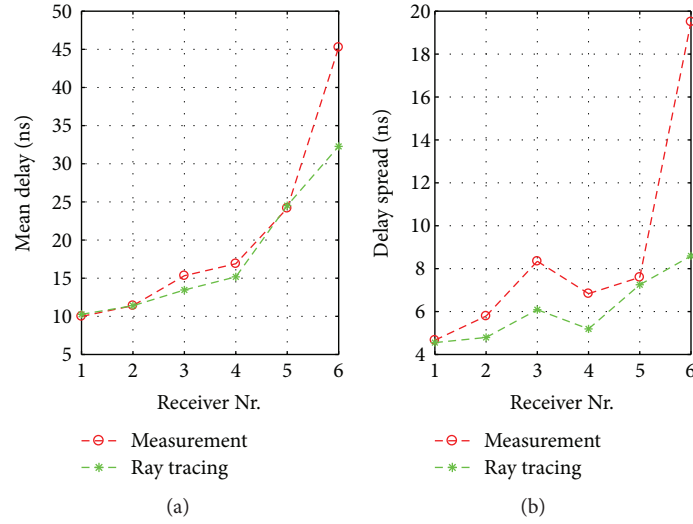 50
45
40
35
30
25
20
15
10
5
Mean delay (ns)
1 2 3 4 5 6
Receiver Nr.
Measurement
Ray tracing
(a)
20
18
16
14
12
10
8
6
4
Delay spread (ns)
1 2 3 4 5 6
Receiver Nr.
Measurement
Ray tracing
(b)